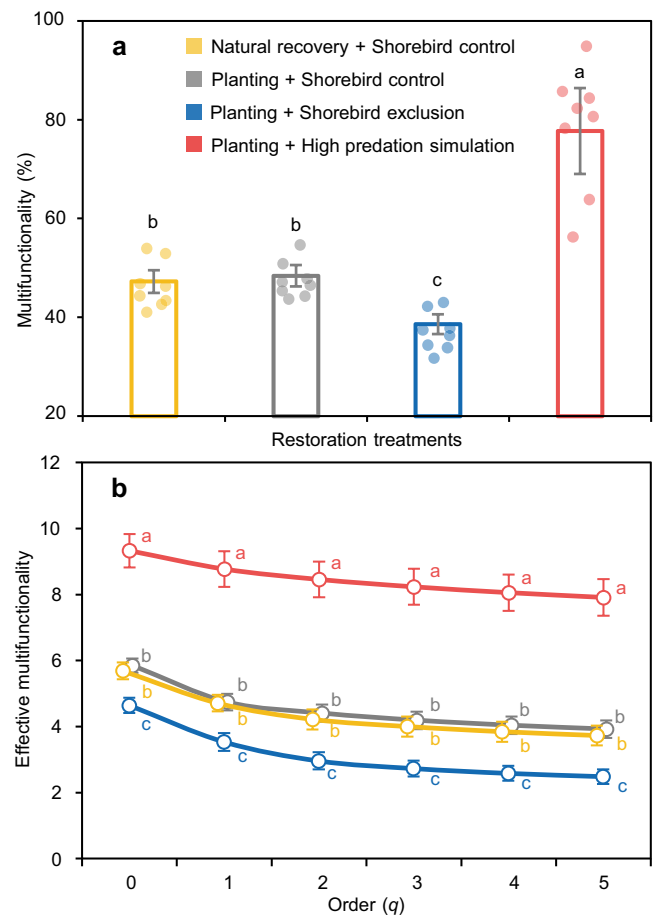 100
a
Natural recovery + Shorebird control
Planting + Shorebird control
Planting + Shorebird exclusion
Planting + High predation simulation
80
60
40
20
Multifunctionality (%)
b
b
c
a
Restoration treatments
12
b
10
8
6
4
2
0
Effective multifunctionality
a
a
a
a
a
a
b
b
b
b
b
b
b
b
b
b
b
b
c
c
c
c
c
c
0
1
2
3
4
5
Order (q)